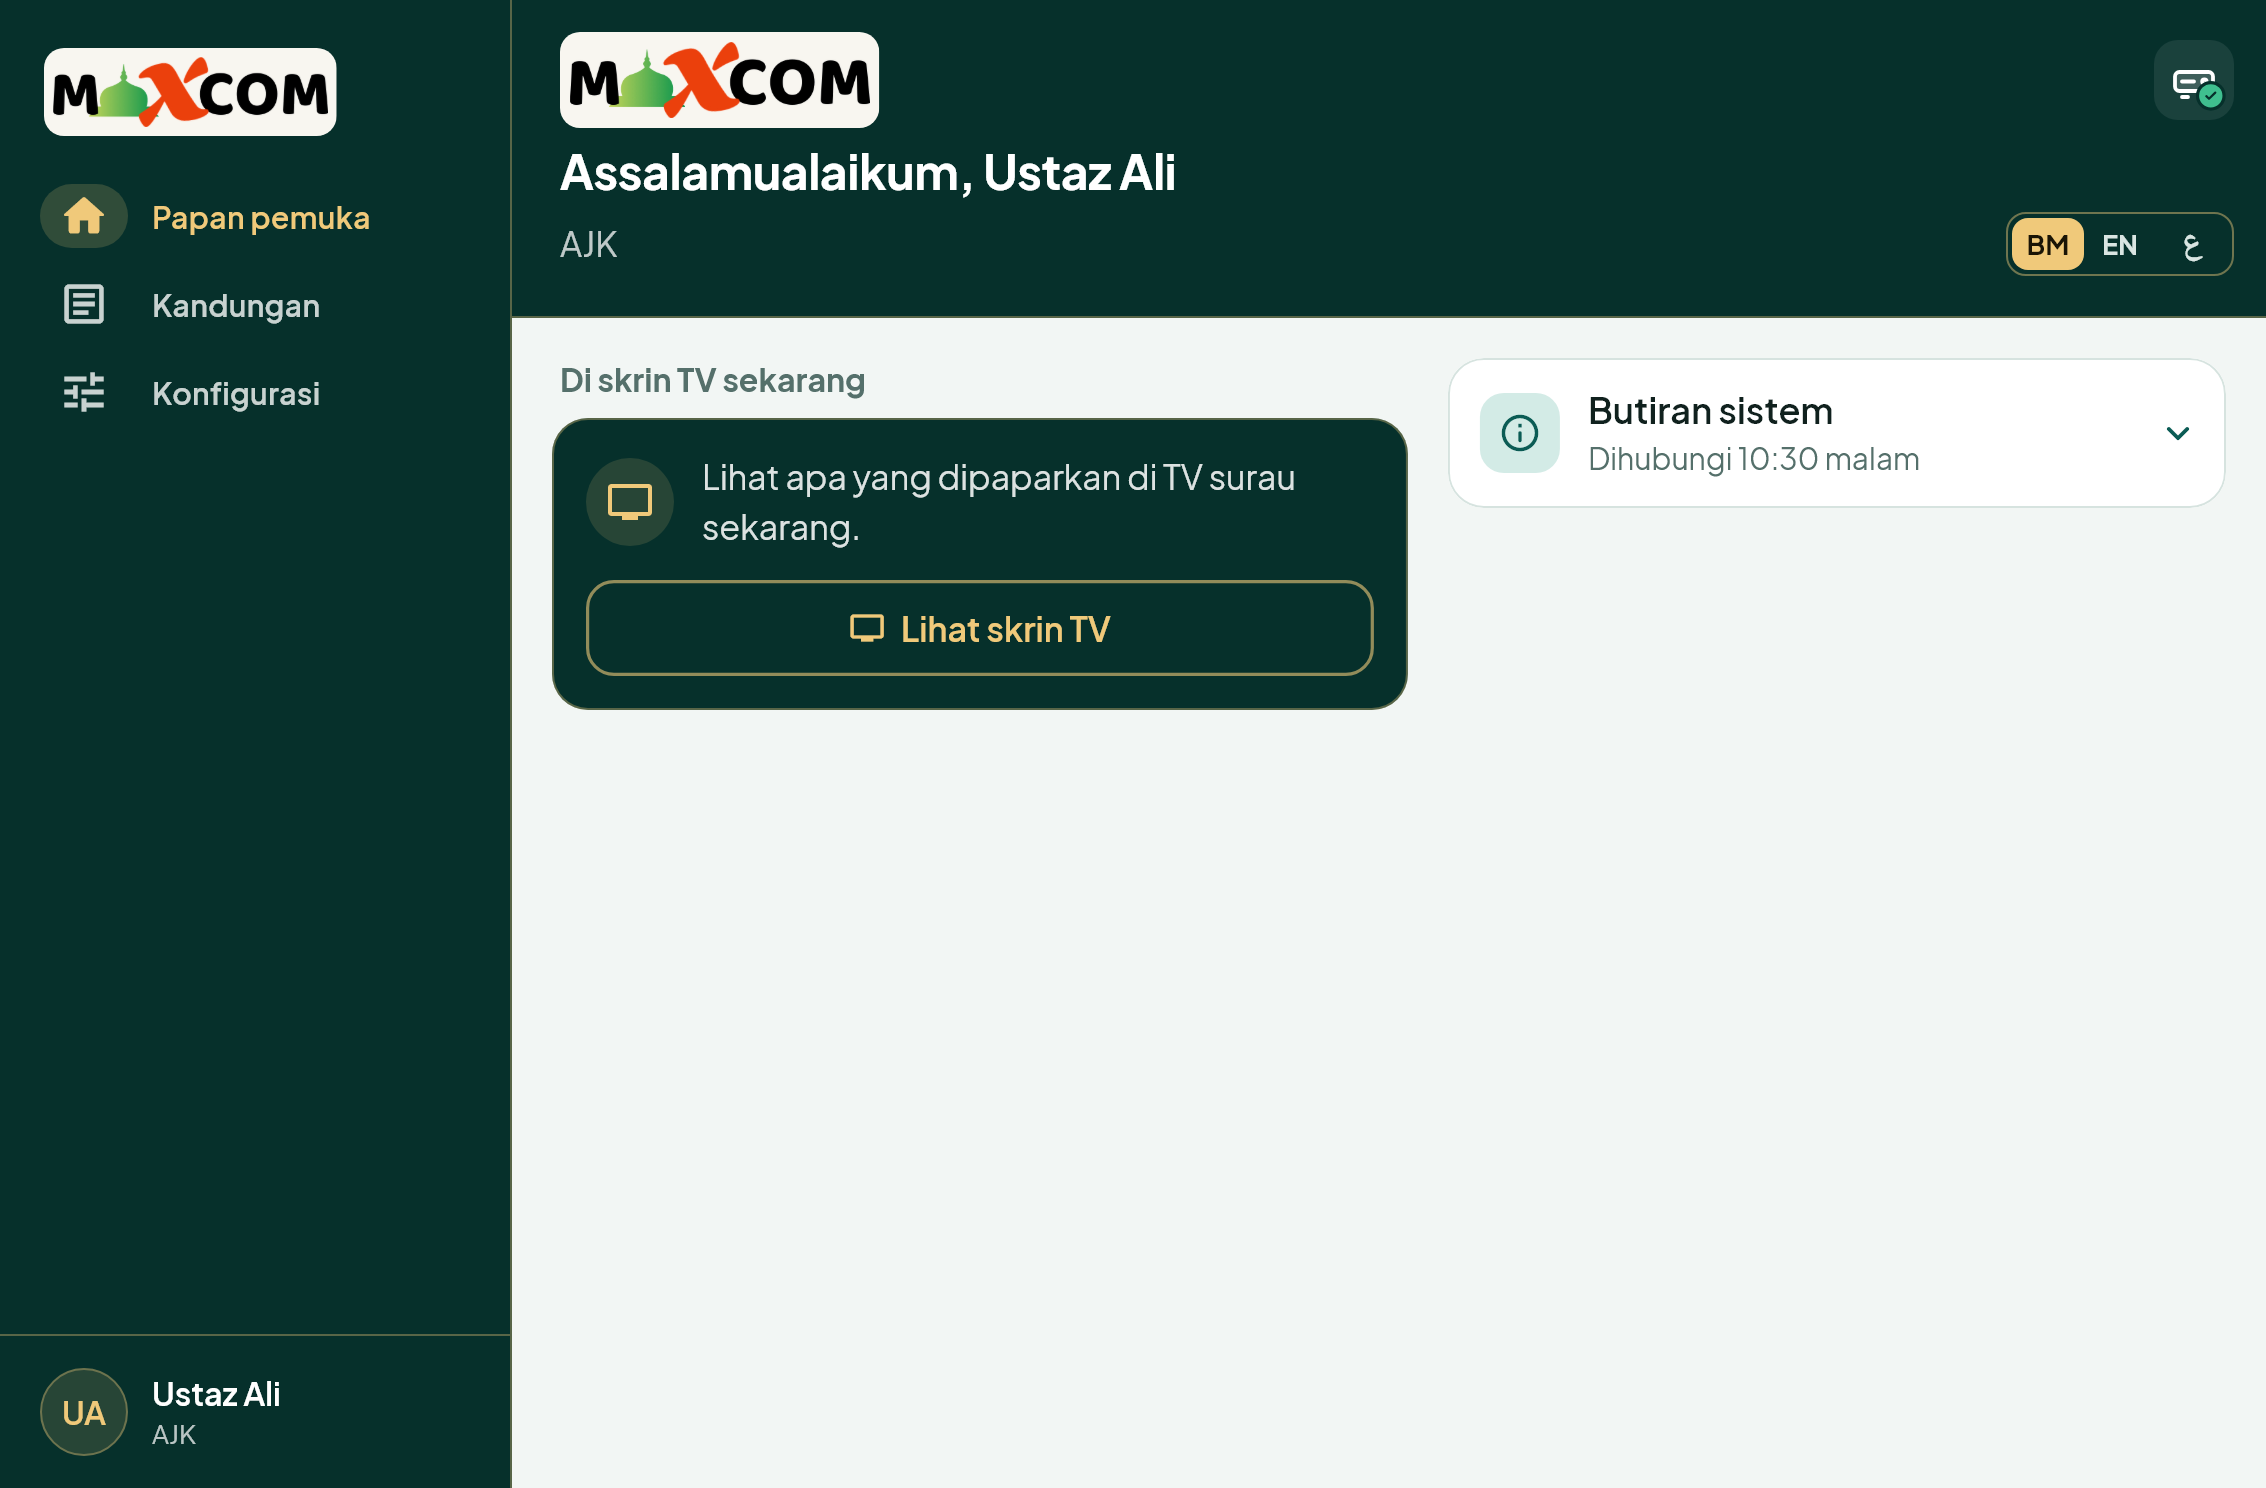 MAXCOM
Papan pemuka
Kandungan
Konfigurasi
Ustaz Ali
AJK
UA
MAXCOM
Assalamualaikum, Ustaz Ali
AJK
BM EN ع
Di skrin TV sekarang
Lihat apa yang dipaparkan di TV surau
sekarang.
Lihat skrin TV
Butiran sistem
Dihubungi 10:30 malam